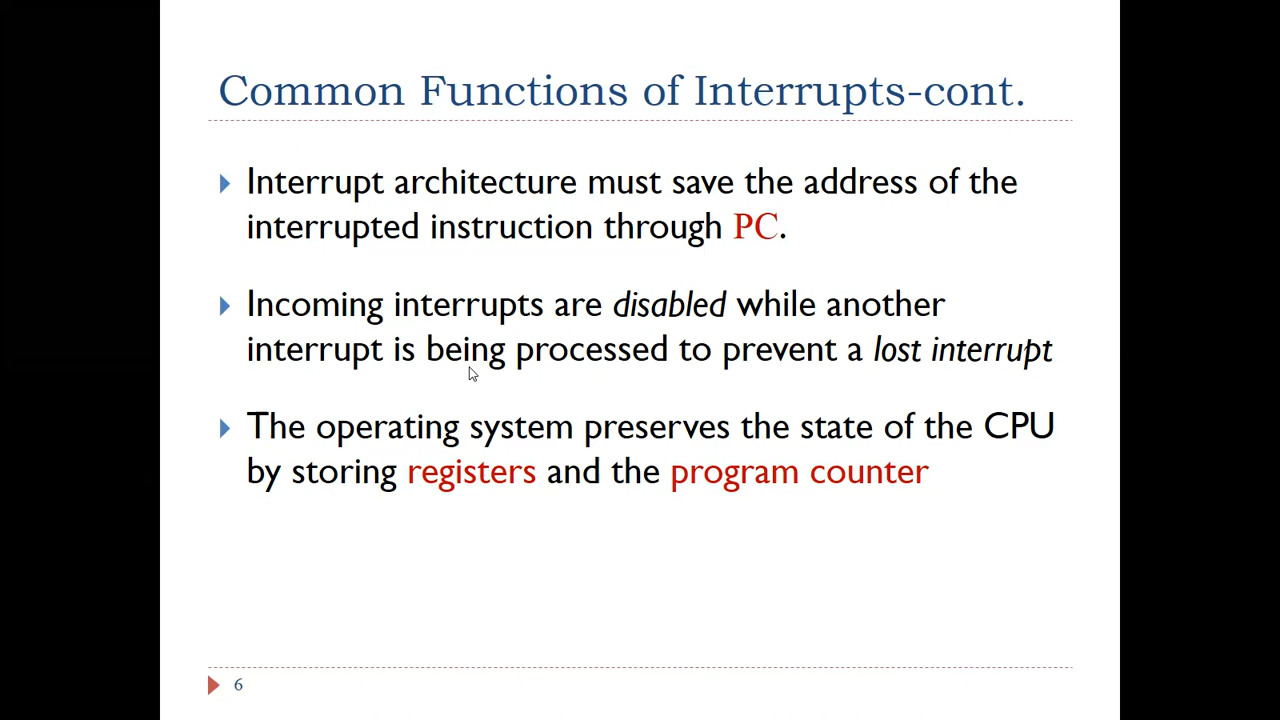 Common Functions of Interrupts-cont.
Interrupt architecture must save the address of the
interrupted instruction through PC.
Incoming interrupts are disabled while another
interrupt is being processed to prevent a lost interrupt
The operating system preserves the state of the CPU
by storing registers and the program counter
6